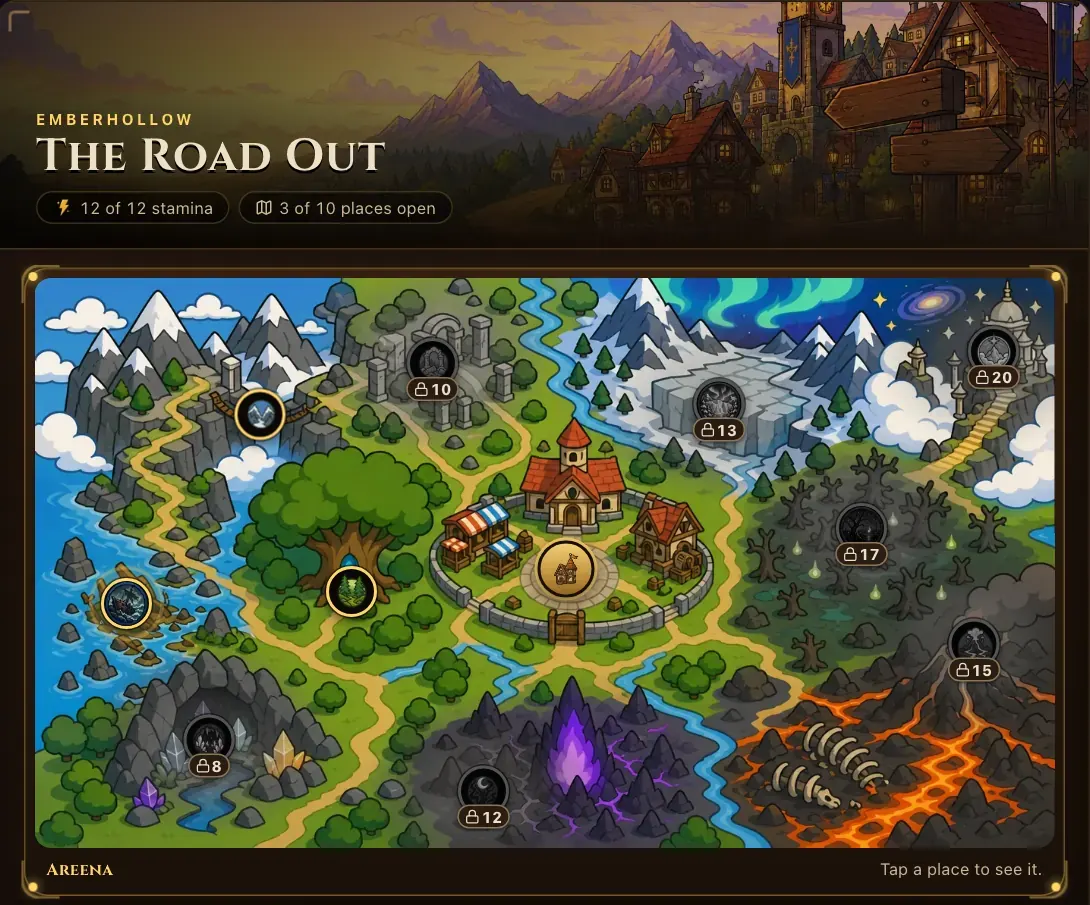 EMBERHOLLOW
The Road Out
12 of 12 stamina
3 of 10 places open
10
20
13
17
15
8
12
Areena
Tap a place to see it.